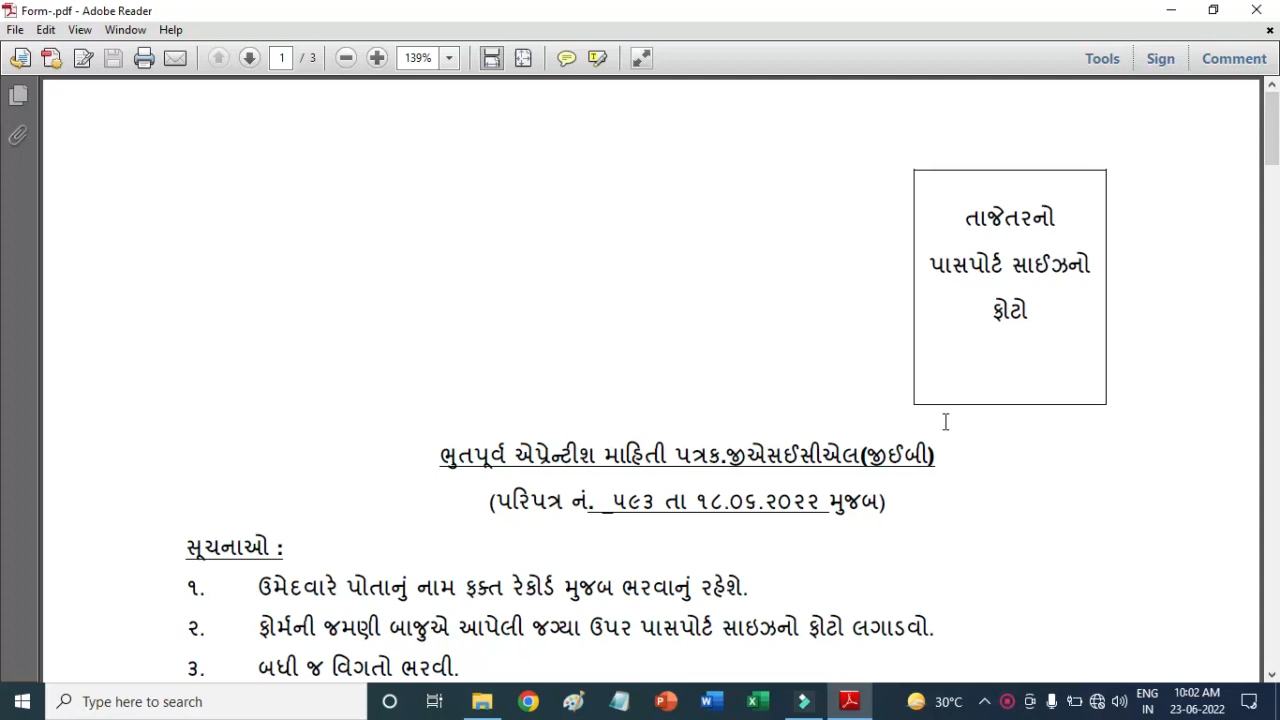 Form-.pdf - Adobe Reader
File Edit View Window Help
1 / 3 139% Tools Sign Comment
તાજેતરનો
પાસપોર્ટ સાઈઝનો
ફોટો
ભુતપૂર્વ એપ્રેન્ટીશ માહિતી પત્રક.જીએસઈસીએલ(જીઈબી)
(પરિપત્ર નં. _૫૯૩ તા ૧૮.૦૬.૨૦૨૨ મુજબ)
સૂચનાઓ :
૧. ઉમેદવારે પોતાનું નામ ફક્ત રેકોર્ડ મુજબ ભરવાનું રહેશે.
૨. ફોર્મની જમણી બાજુએ આપેલી જગ્યા ઉપર પાસપોર્ટ સાઇઝનો ફોટો લગાડવો.
૩. બધી જ વિગતો ભરવી.
Type here to search 30°C ENG 10:02 AM
IN 23-06-2022